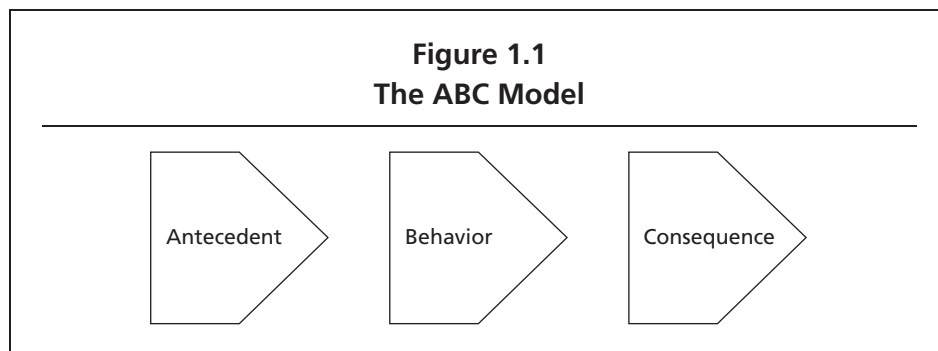 Figure 1.1
The ABC Model
Antecedent
Behavior
Consequence